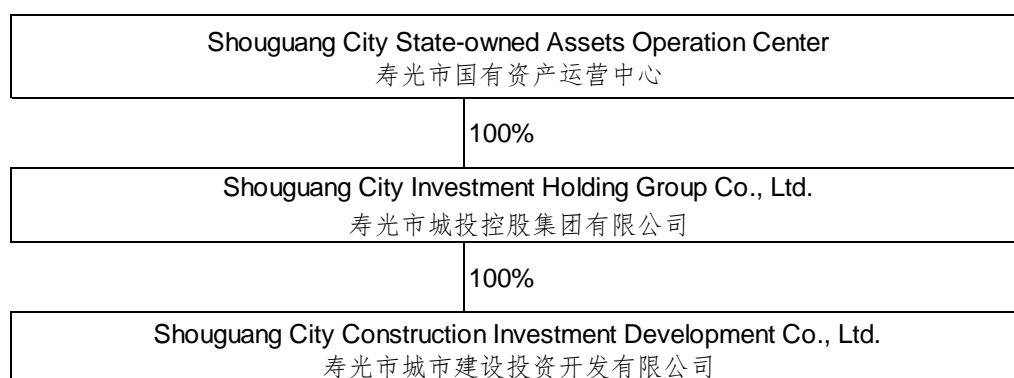 Shouguang City State-owned Assets Operation Center
寿光市国有资产运营中心
100%
Shouguang City Investment Holding Group Co., Ltd.
寿光市城投控股集团有限公司
100%
Shouguang City Construction Investment Development Co., Ltd.
寿光市城市建设投资开发有限公司